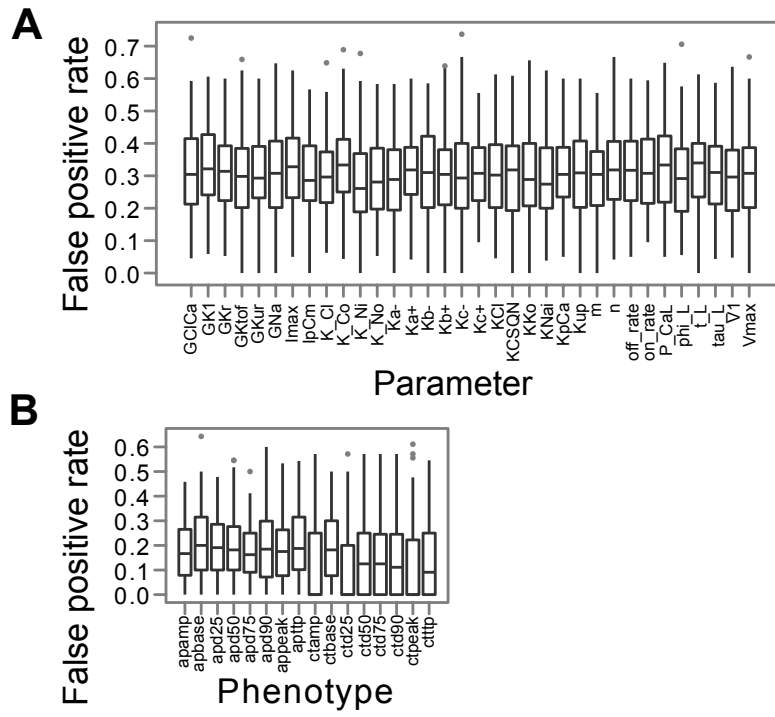 A
False positive rate
0.7
0.6
0.5
0.4
0.3
0.2
0.1
0.0
GClCa
GK1
GKr
GKtof
GKur
GNa
Imax
IpCm
K_Cl
K_Co
K_Ni
K_No
Ka-
Ka+
Kb-
Kb+
Kc-
Kc+
KCl
KCSQN
KKo
KNai
KpCa
Kup
m
n
off_rate
on_rate
P_CaL
phi_L
t_L
tau_L
V1
Vmax
Parameter
B
False positive rate
0.6
0.5
0.4
0.3
0.2
0.1
0.0
apamp
apbase
apd25
apd50
apd75
apd90
appeak
apttp
ctamp
ctbase
ctd25
ctd50
ctd75
ctd90
ctpeak
ctttp
Phenotype